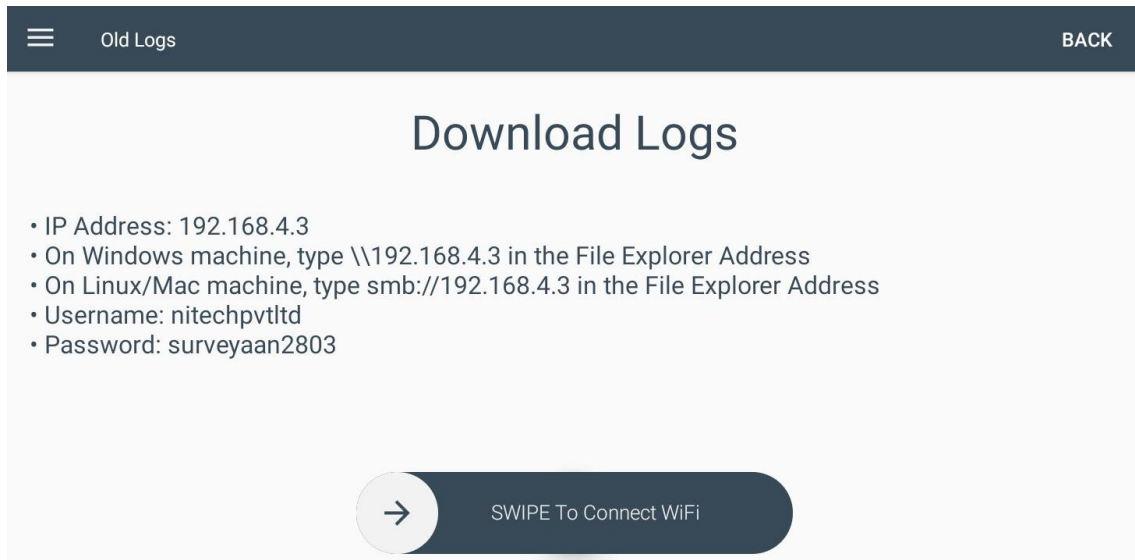 Old Logs
BACK
Download Logs
• IP Address: 192.168.4.3
• On Windows machine, type \\192.168.4.3 in the File Explorer Address
• On Linux/Mac machine, type smb://192.168.4.3 in the File Explorer Address
• Username: nitechpvtltd
• Password: surveyaan2803
SWIPE To Connect WiFi